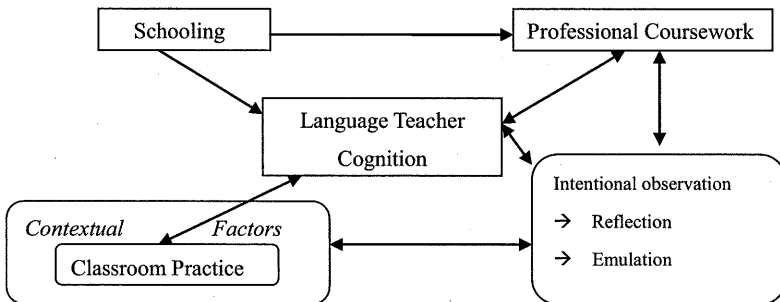 Schooling
Professional Coursework
Language Teacher
Cognition
Intentional observation
→ Reflection
→ Emulation
Contextual Factors
Classroom Practice